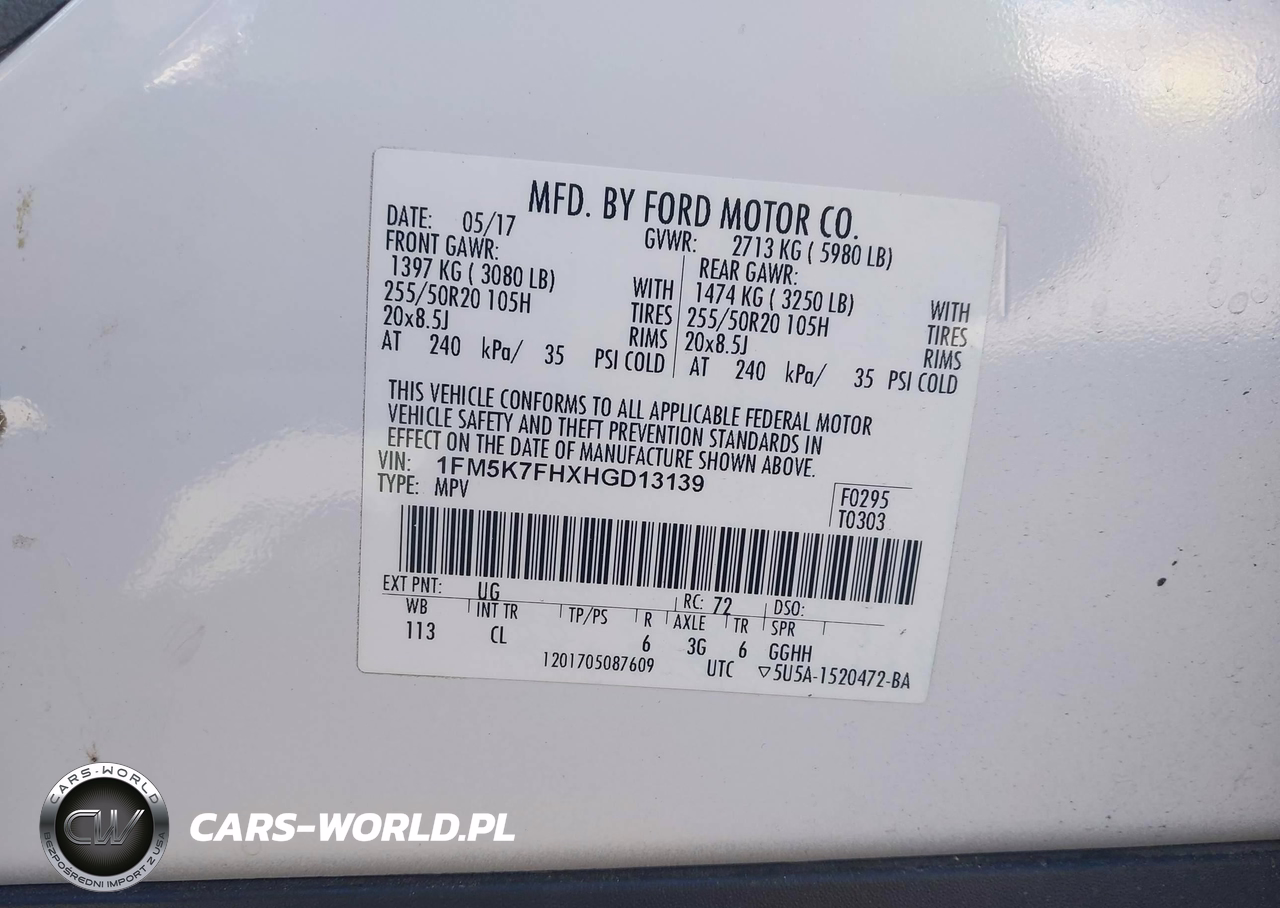 MFD. BY FORD MOTOR CO.
DATE: 05/17 GVWR: 2713 KG ( 5980 LB)
FRONT GAWR: REAR GAWR:
1397 KG ( 3080 LB) WITH 1474 KG ( 3250 LB) WITH
255/50R20 105H TIRES 255/50R20 105H TIRES
20x8.5J RIMS 20x8.5J RIMS
AT 240 kPa/ 35 PSI COLD AT 240 kPa/ 35 PSI COLD
THIS VEHICLE CONFORMS TO ALL APPLICABLE FEDERAL MOTOR
VEHICLE SAFETY AND THEFT PREVENTION STANDARDS IN
EFFECT ON THE DATE OF MANUFACTURE SHOWN ABOVE.
VIN: 1FM5K7FHXHGD13139
TYPE: MPV
F0295
T0303
EXT PNT: UG RC: 72 DSO:
WB INT TR TP/PS R AXLE TR SPR
113 CL 6 3G 6 GGHH
1201705087609 UTC ▽5U5A-1520472-BA
CARS-WORLD
CW
BEZPOŚREDNI IMPORT Z USA
CARS-WORLD.PL